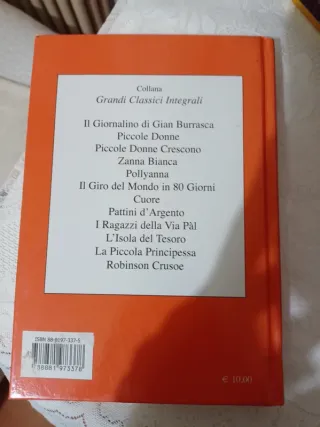 Collana
Grandi Classici Integrali
Il Giornalino di Gian Burrasca
Piccole Donne
Piccole Donne Crescono
Zanna Bianca
Pollyanna
Il Giro del Mondo in 80 Giorni
Cuore
Pattini d'Argento
I Ragazzi della Via Pàl
L'Isola del Tesoro
La Piccola Principessa
Robinson Crusoe
€ 10,00